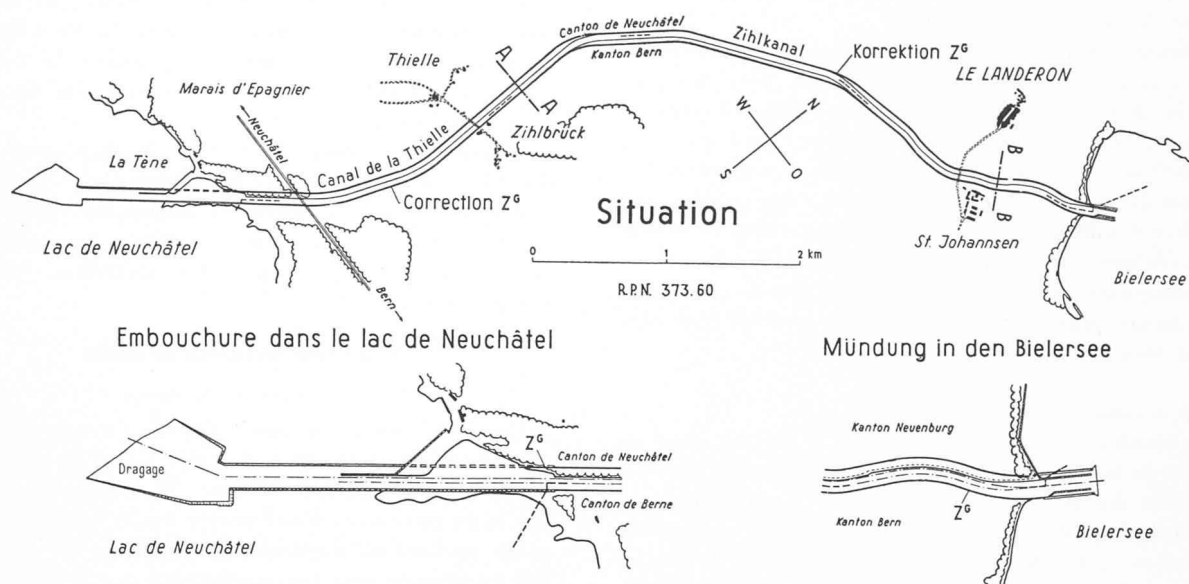 Canton de Neuchâtel
Kanton Bern
Zihlkanal
Korrektion Z^G
LE LANDERON
Thielle
A
A
Marais d'Epagnier
Neuchâtel
Zihlbrück
W
N
S
O
B
B
La Tène
Canal de la Thielle
Correction Z^G
Situation
St. Johannsen
Lac de Neuchâtel
0 1 2 km
R.P.N. 373.60
Bern
Bielersee
Embouchure dans le lac de Neuchâtel
Mündung in den Bielersee
Dragage
Z^G
Canton de Neuchâtel
Canton de Berne
Lac de Neuchâtel
Kanton Neuenburg
Kanton Bern
Z^G
Bielersee